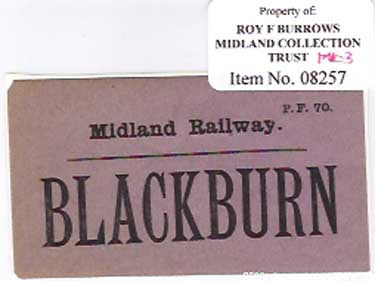 Property of:
ROY F BURROWS
MIDLAND COLLECTION
TRUST
Item No. 08257
P. F. 70.
Midland Railway.
BLACKBURN